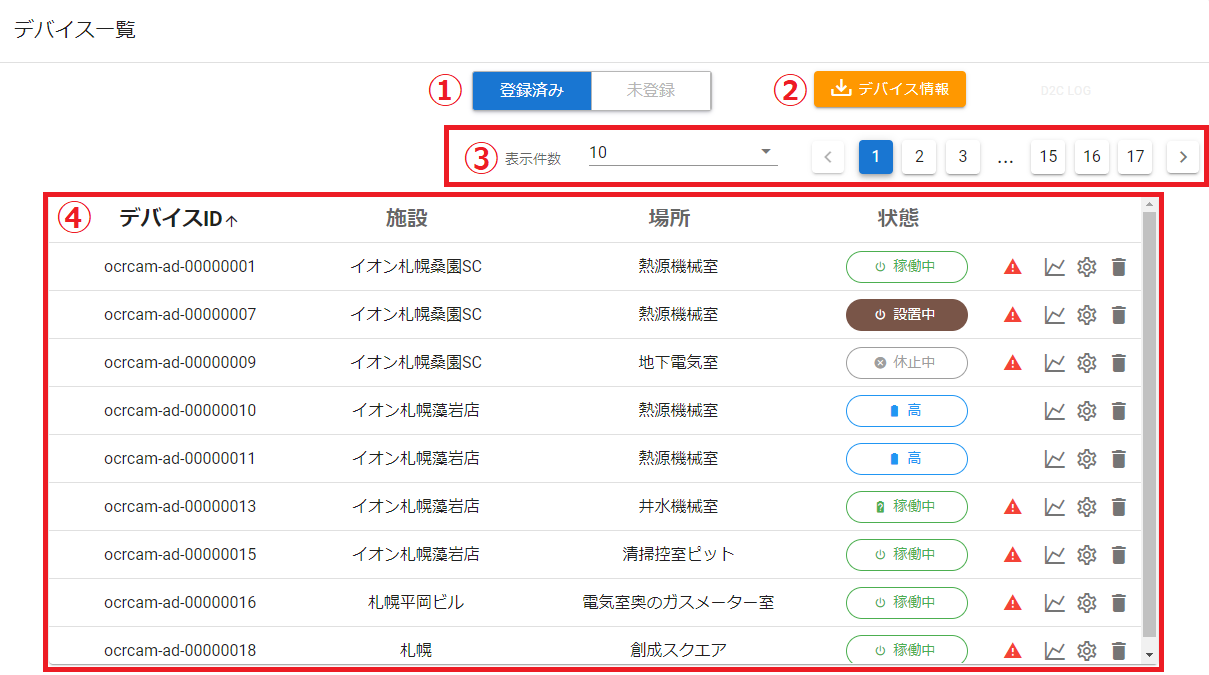 デバイス一覧
① 登録済み 未登録 ② デバイス情報 D2C LOG
③ 表示件数 10 1 2 3 ... 15 16 17
④ デバイスID↑ 施設 場所 状態
ocrcam-ad-00000001 イオン札幌桑園SC 熱源機械室 稼働中
ocrcam-ad-00000007 イオン札幌桑園SC 熱源機械室 設置中
ocrcam-ad-00000009 イオン札幌桑園SC 地下電気室 休止中
ocrcam-ad-00000010 イオン札幌藻岩店 熱源機械室 高
ocrcam-ad-00000011 イオン札幌藻岩店 熱源機械室 高
ocrcam-ad-00000013 イオン札幌藻岩店 井水機械室 稼働中
ocrcam-ad-00000015 イオン札幌藻岩店 清掃控室ピット 稼働中
ocrcam-ad-00000016 札幌平岡ビル 電気室奥のガスメーター室 稼働中
ocrcam-ad-00000018 札幌 創成スクエア 稼働中